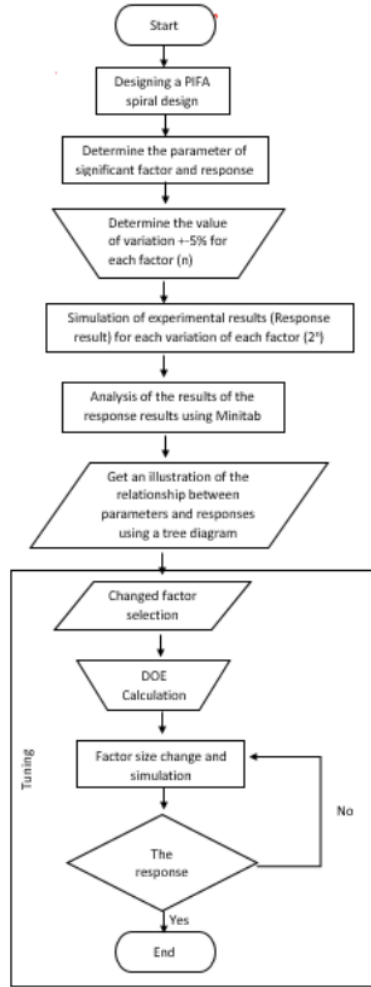 Start
Designing a PIFA
spiral design
Determine the parameter of
significant factor and response
Determine the value
of variation +-5% for
each factor (n)
Simulation of experimental results (Response
result) for each variation of each factor (2ⁿ)
Analysis of the results of the
response results using Minitab
Get an illustration of the
relationship between
parameters and responses
using a tree diagram
Changed factor
selection
DOE
Calculation
Tuning
Factor size change and
simulation
No
The
response
Yes
End